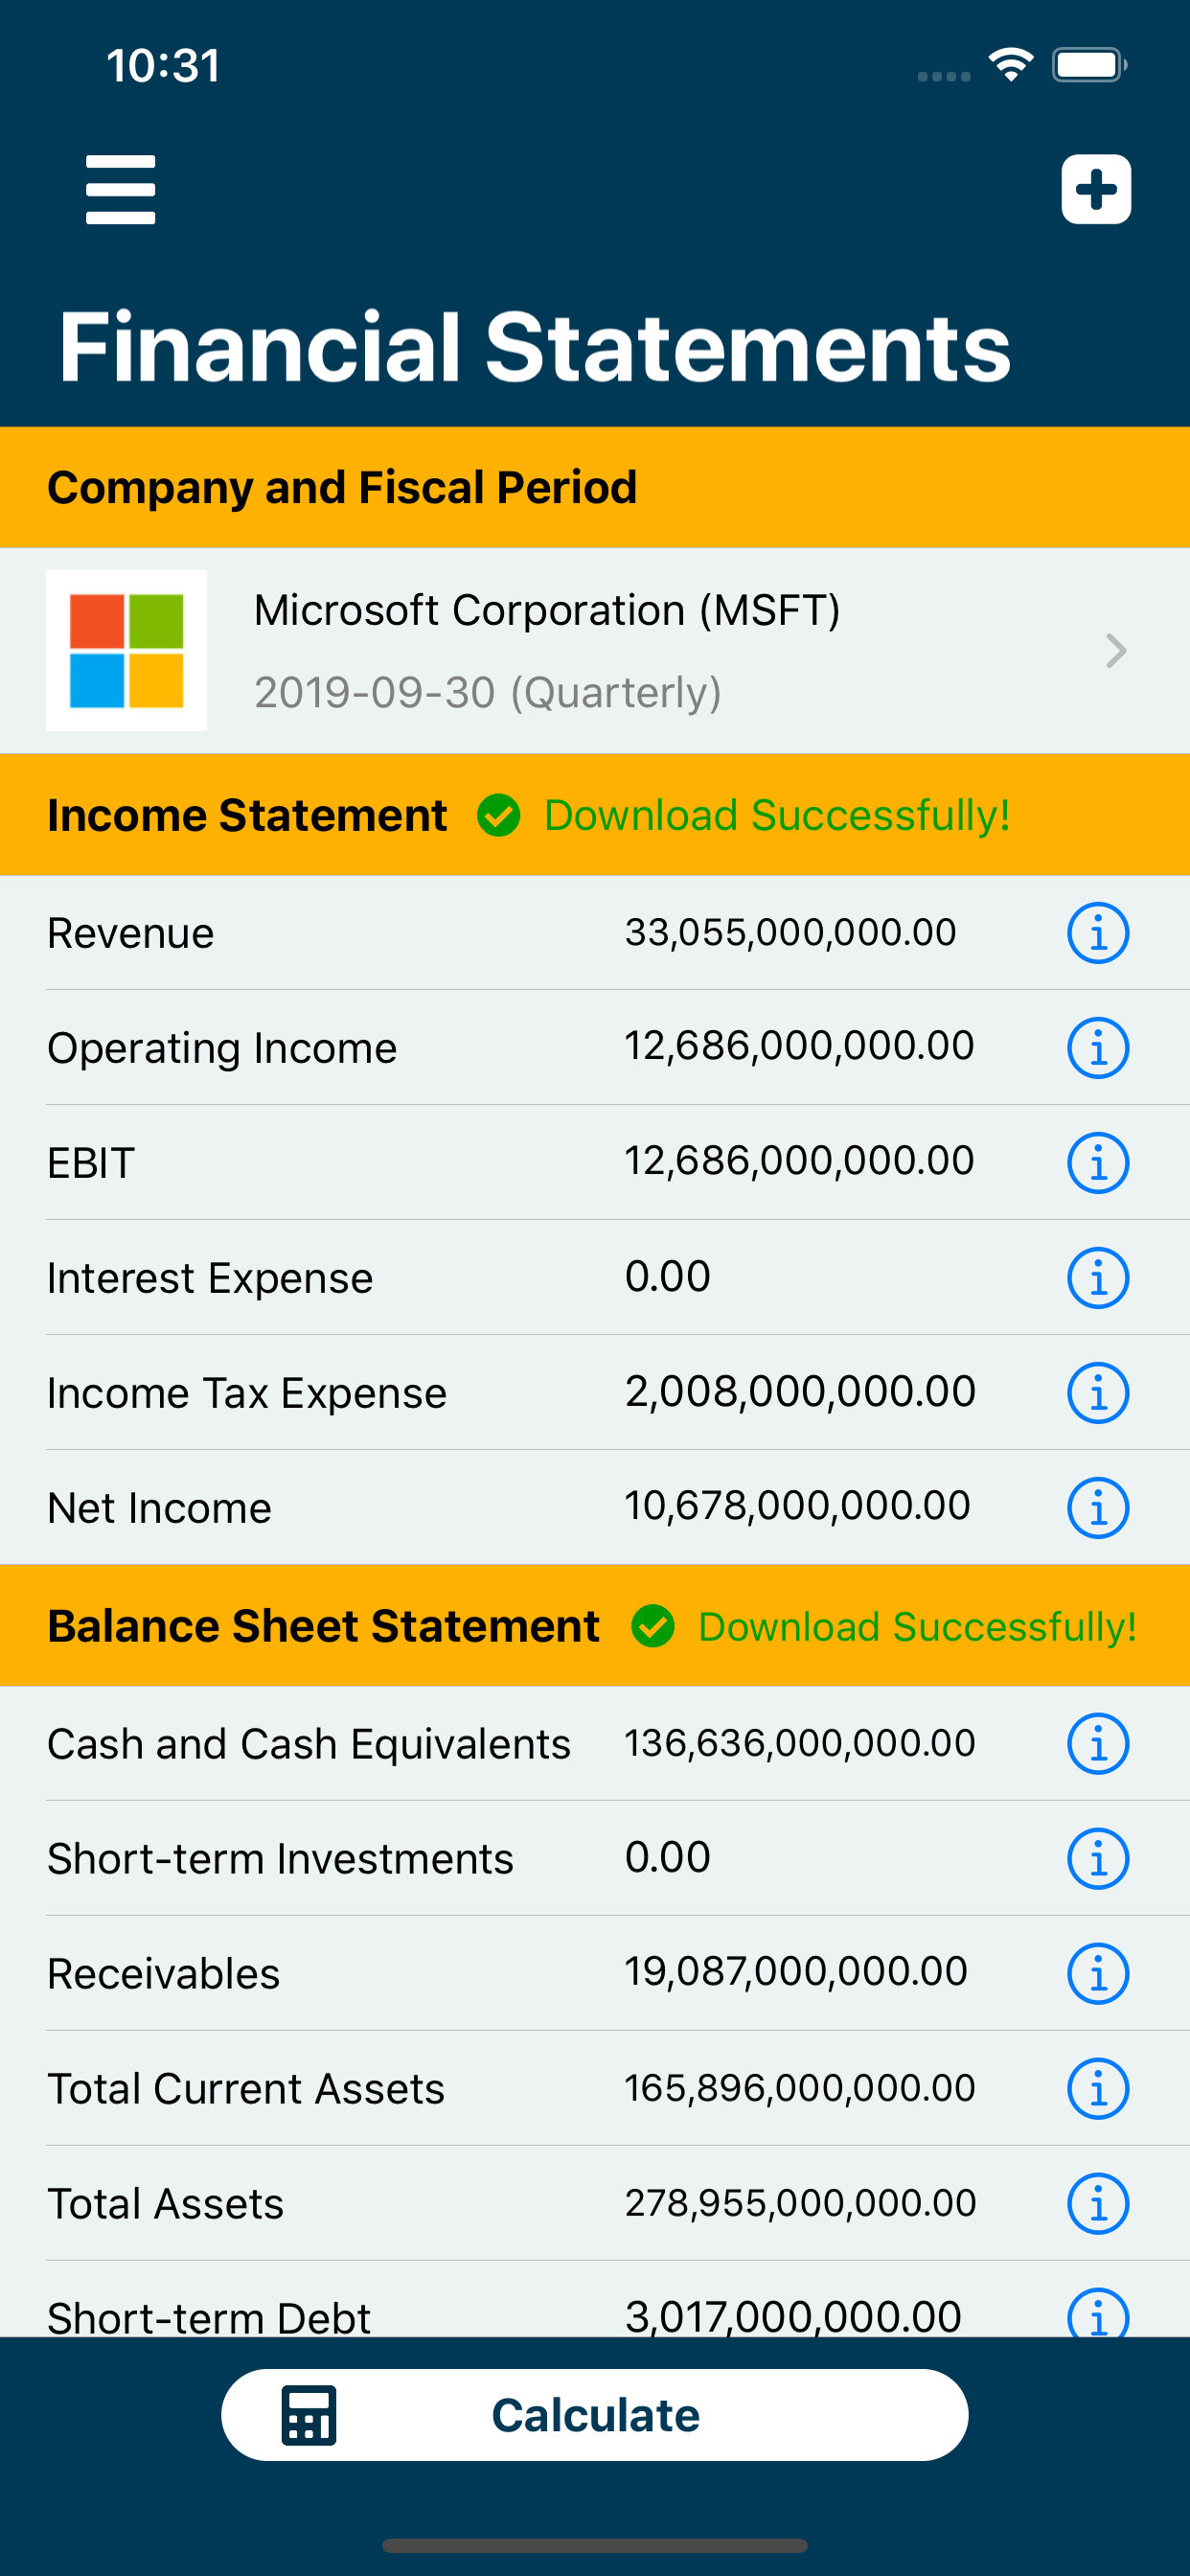 10:31
Financial Statements
Company and Fiscal Period
Microsoft Corporation (MSFT)
2019-09-30 (Quarterly)
Income Statement Download Successfully!
Revenue 33,055,000,000.00
Operating Income 12,686,000,000.00
EBIT 12,686,000,000.00
Interest Expense 0.00
Income Tax Expense 2,008,000,000.00
Net Income 10,678,000,000.00
Balance Sheet Statement Download Successfully!
Cash and Cash Equivalents 136,636,000,000.00
Short-term Investments 0.00
Receivables 19,087,000,000.00
Total Current Assets 165,896,000,000.00
Total Assets 278,955,000,000.00
Short-term Debt 3,017,000,000.00
Calculate